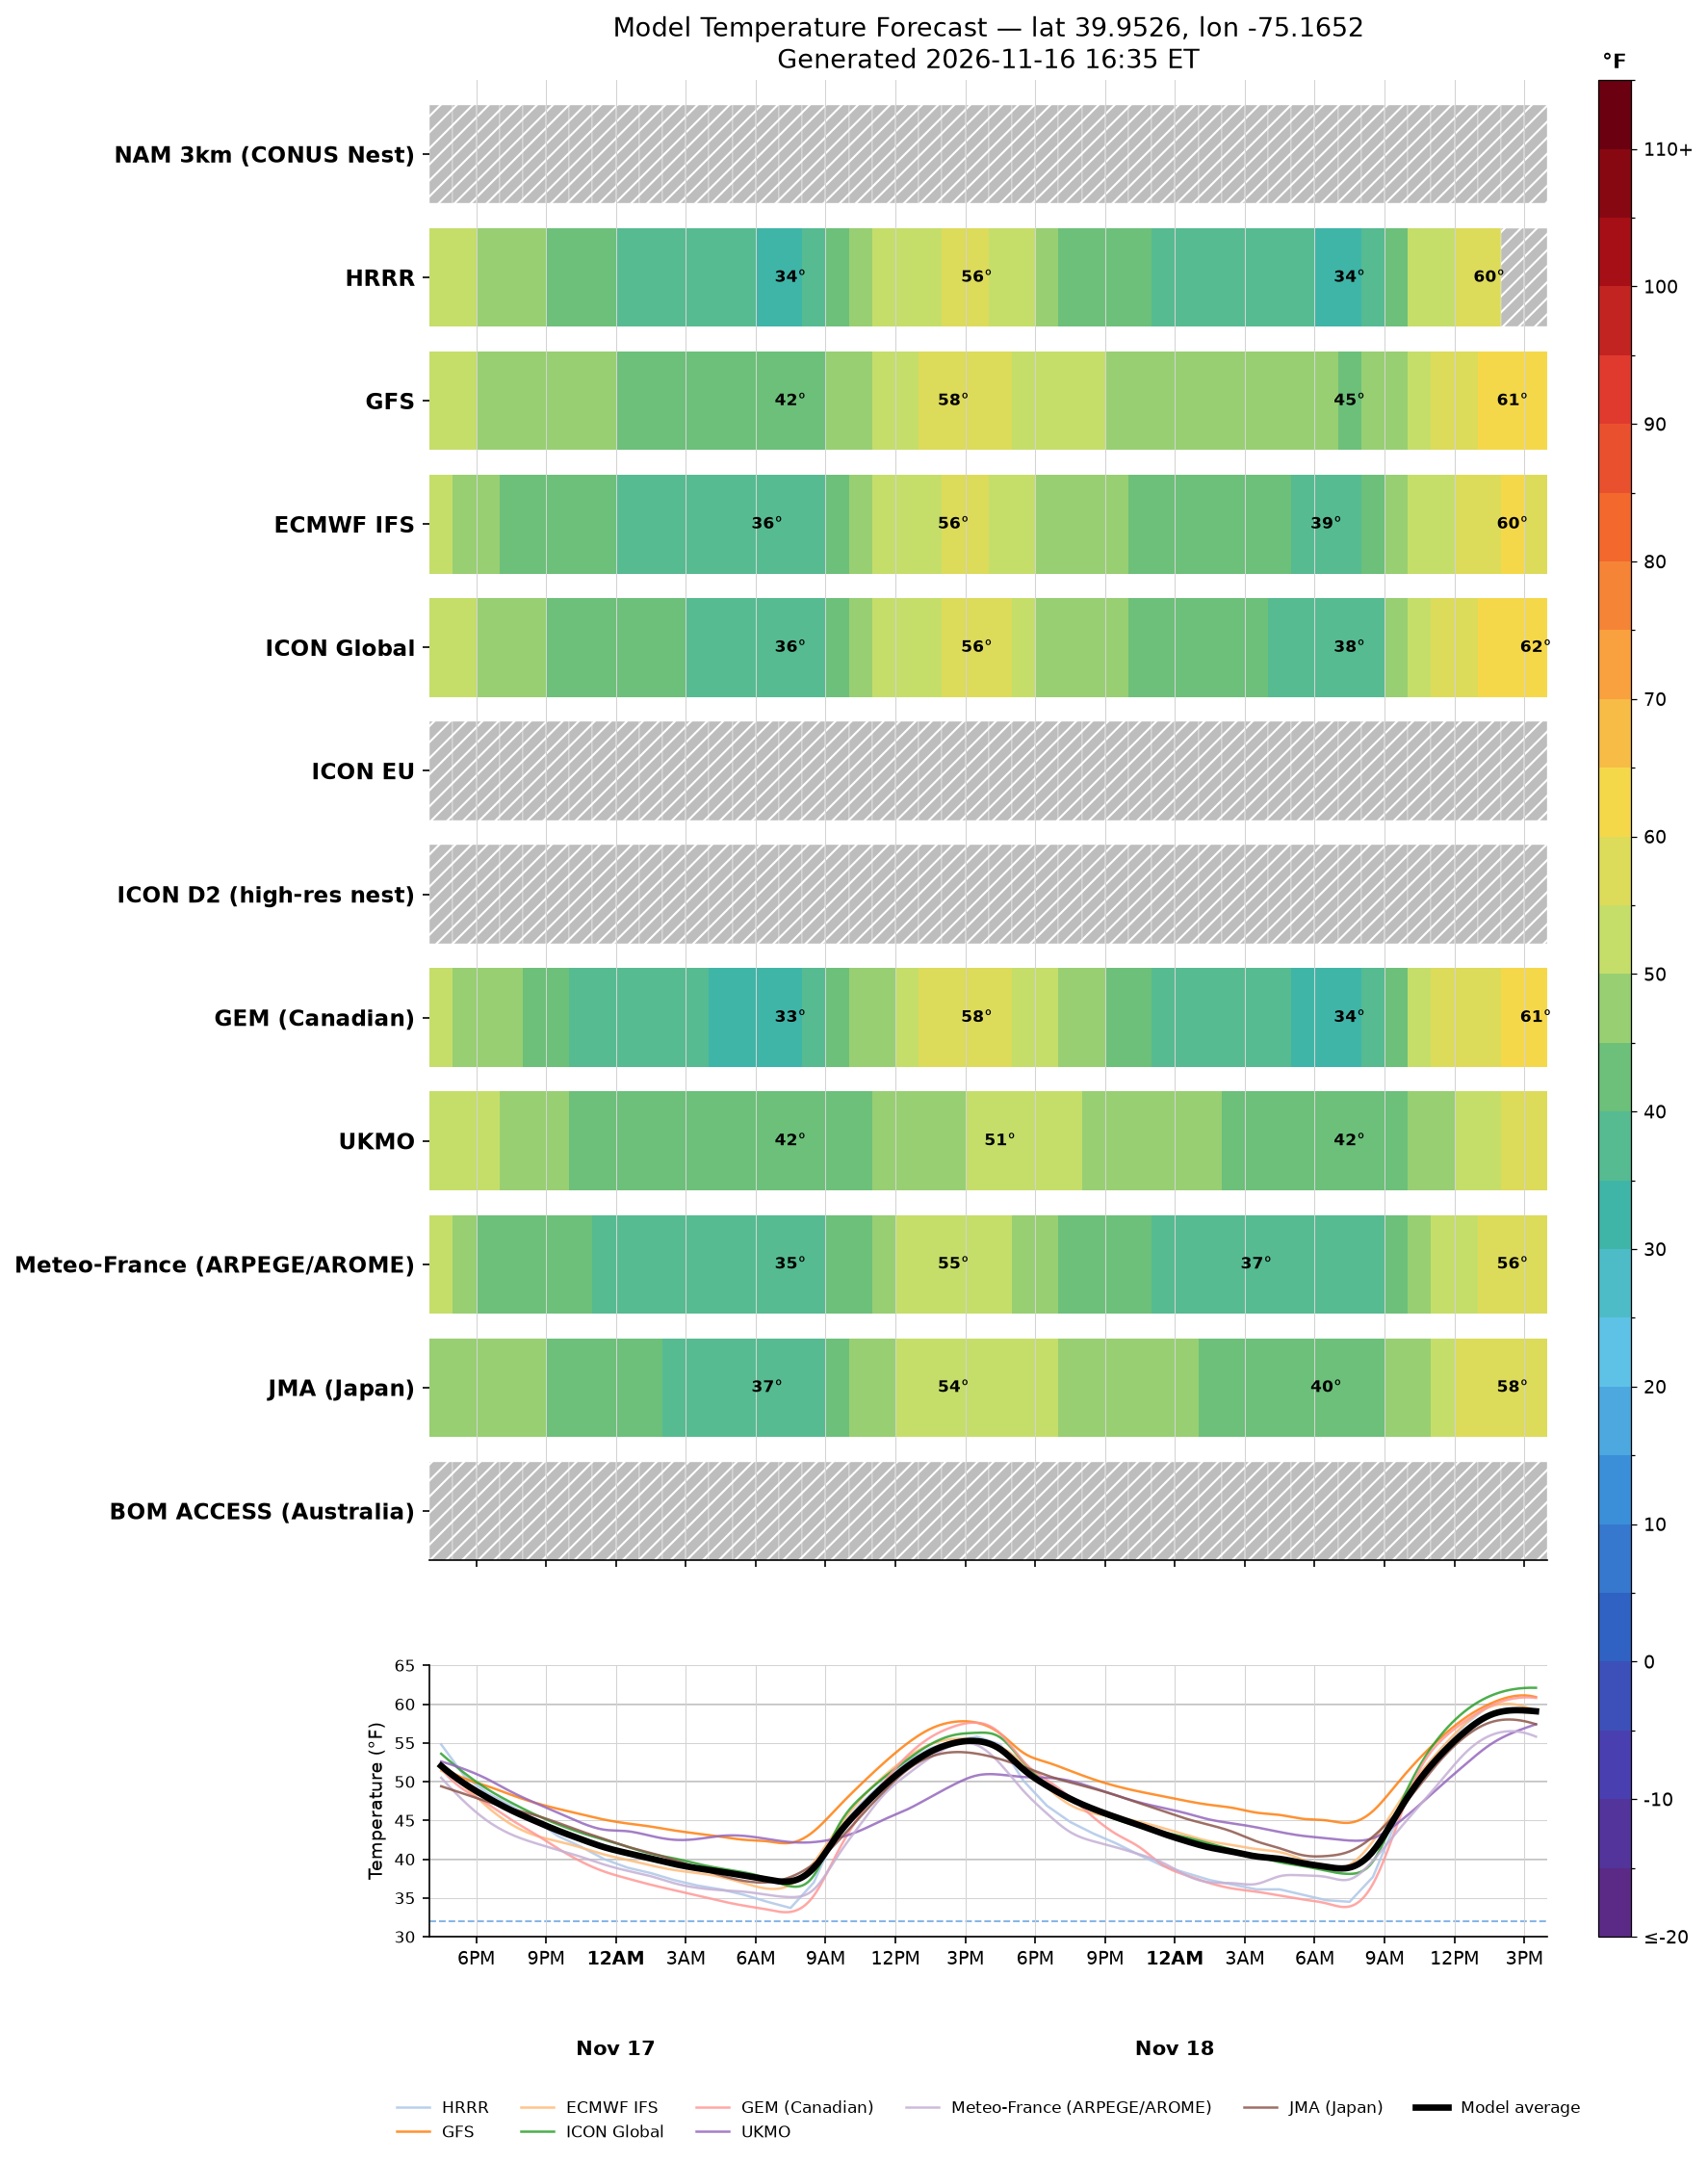 Model Temperature Forecast — lat 39.9526, lon -75.1652
Generated 2026-11-16 16:35 ET
°F
NAM 3km (CONUS Nest)
HRRR
34° 56° 34° 60°
GFS
42° 58° 45° 61°
ECMWF IFS
36° 56° 39° 60°
ICON Global
36° 56° 38° 62°
ICON EU
ICON D2 (high-res nest)
GEM (Canadian)
33° 58° 34° 61°
UKMO
42° 51° 42°
Meteo-France (ARPEGE/AROME)
35° 55° 37° 56°
JMA (Japan)
37° 54° 40° 58°
BOM ACCESS (Australia)
110+
100
90
80
70
60
50
40
30
20
10
0
-10
≤-20
Temperature (°F)
65
60
55
50
45
40
35
30
6PM 9PM 12AM 3AM 6AM 9AM 12PM 3PM 6PM 9PM 12AM 3AM 6AM 9AM 12PM 3PM
Nov 17 Nov 18
HRRR ECMWF IFS GEM (Canadian) Meteo-France (ARPEGE/AROME) JMA (Japan) Model average
GFS ICON Global UKMO